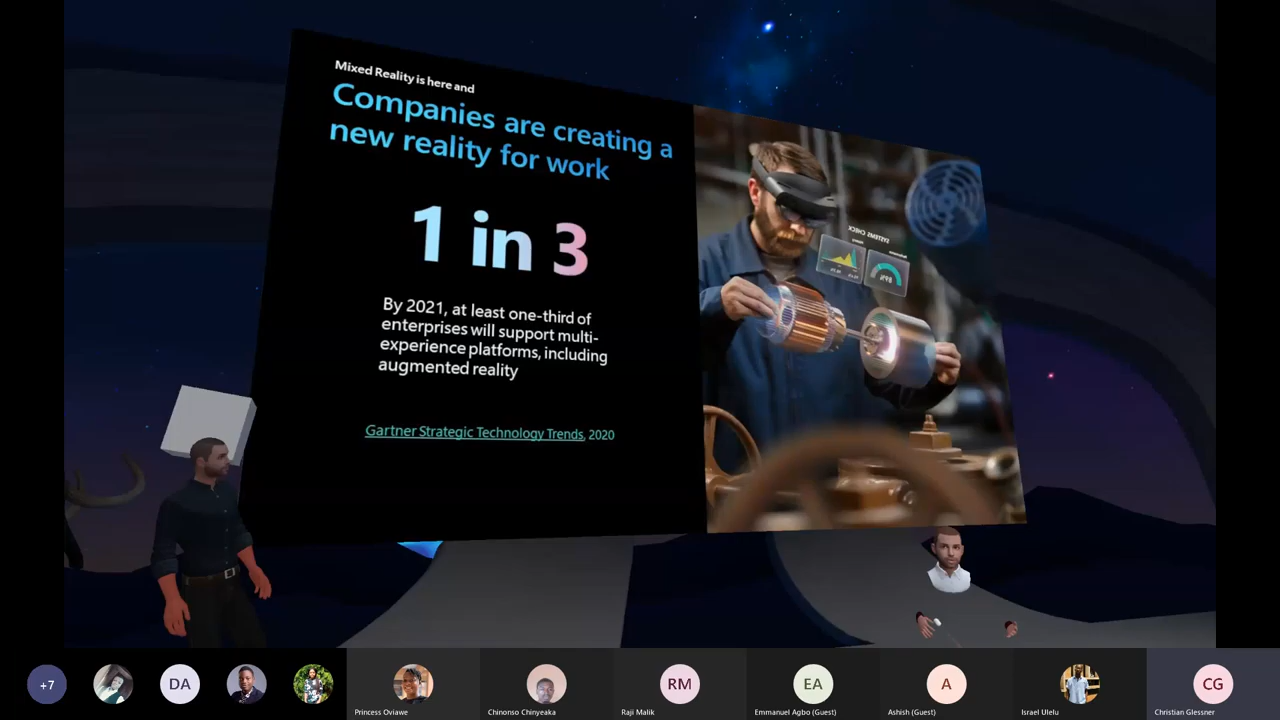 Mixed Reality is here and
Companies are creating a
new reality for work
1 in 3
By 2021, at least one-third of
enterprises will support multi-
experience platforms, including
augmented reality
Gartner Strategic Technology Trends, 2020
SYSTEMS CHECK
+7
DA
RM
EA
A
CG
Princess Oviawe
Chinonso Chinyeaka
Raji Malik
Emmanuel Agbo (Guest)
Ashish (Guest)
Israel Ulelu
Christian Glessner